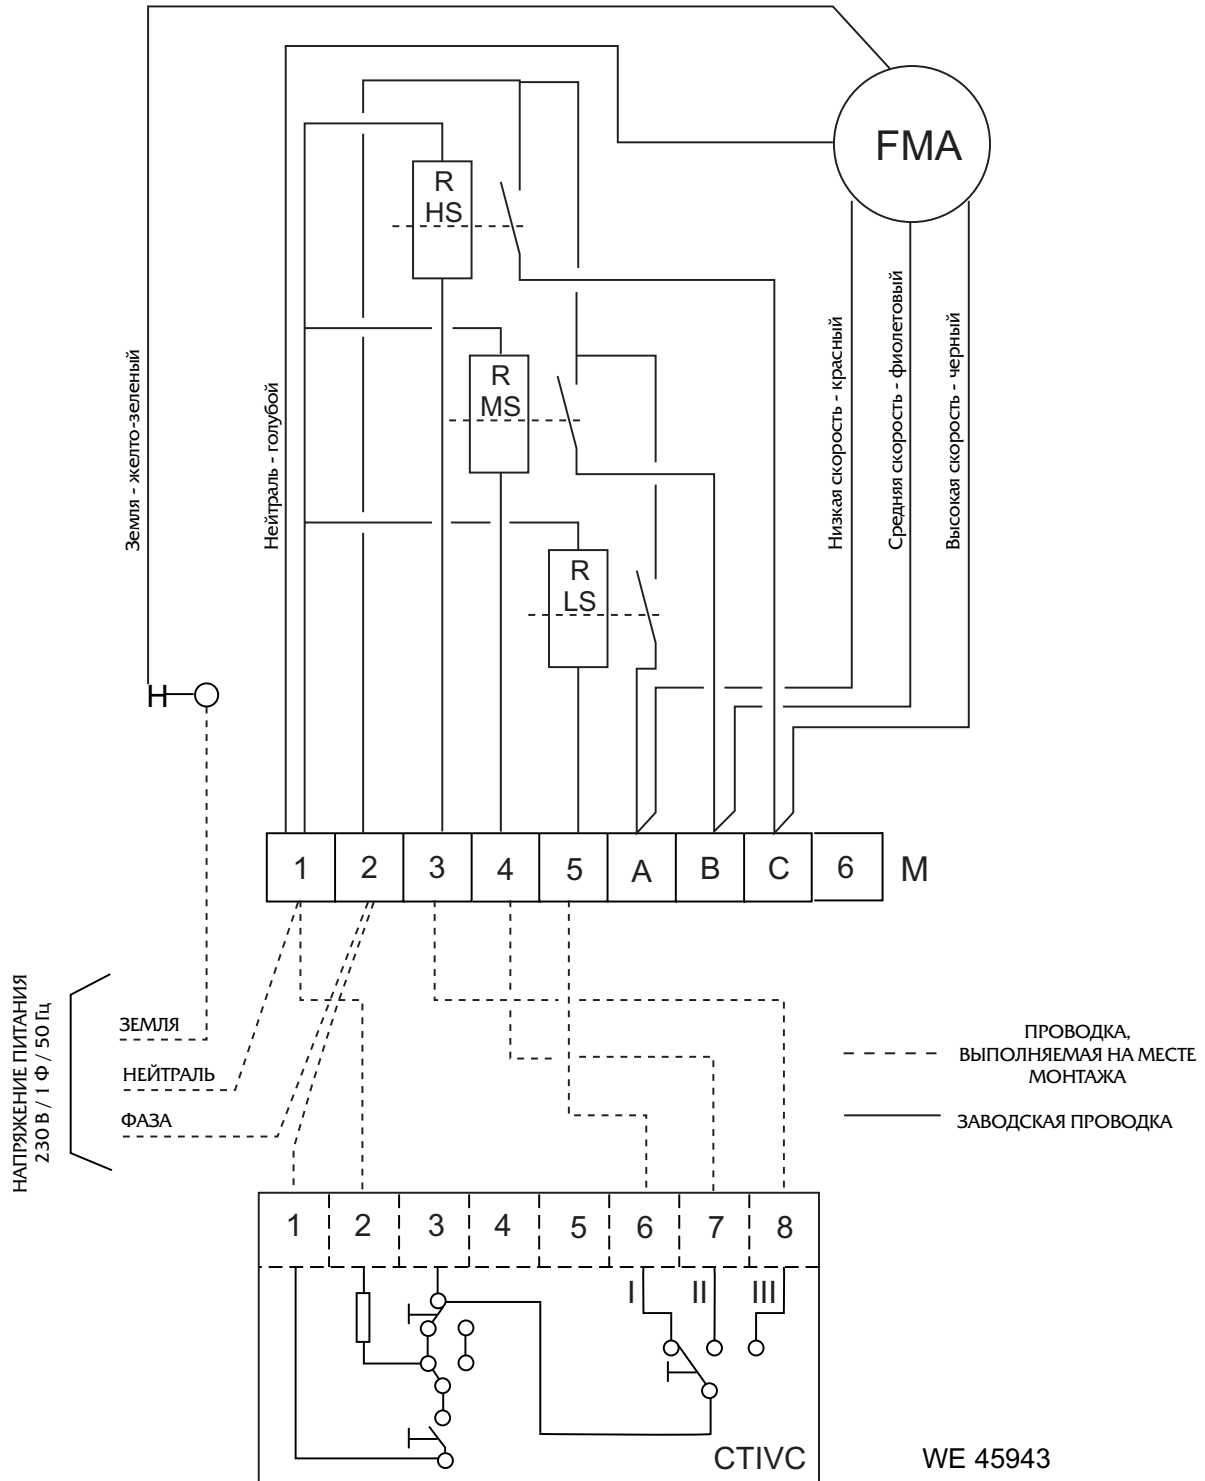 FMA
R
HS
R
MS
R
LS
Земля - желто-зеленый
Нейтраль - голубой
Низкая скорость - красный
Средняя скорость - фиолетовый
Высокая скорость - черный
1 2 3 4 5 A B C 6 M
НАПРЯЖЕНИЕ ПИТАНИЯ
230 В / 1 Ф / 50 Гц
ЗЕМЛЯ
НЕЙТРАЛЬ
ФАЗА
ПРОВОДКА,
ВЫПОЛНЯЕМАЯ НА МЕСТЕ
МОНТАЖА
ЗАВОДСКАЯ ПРОВОДКА
1 2 3 4 5 6 7 8
I II III
CTIVC
WE 45943